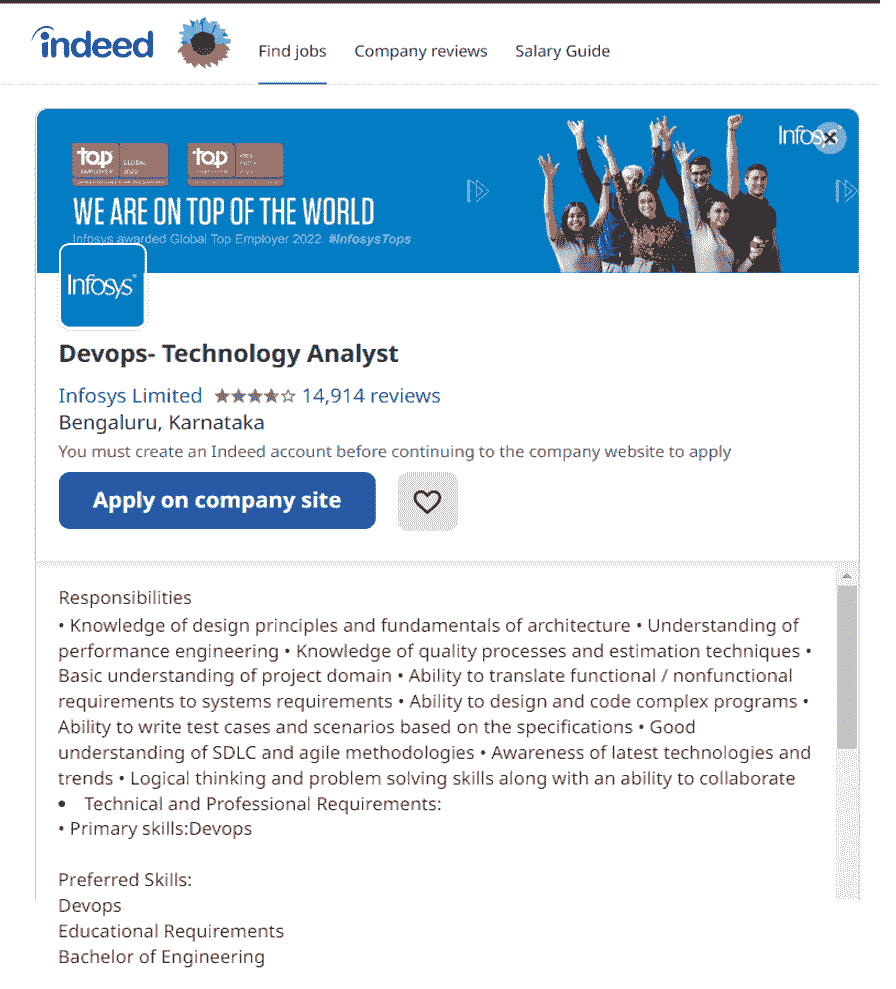 indeed
Find jobs
Company reviews
Salary Guide
top GLOBAL
EMPLOYER 2022
top
EMPLOYER
Infosys
WE ARE ON TOP OF THE WORLD
Infosys awarded Global Top Employer 2022. #InfosysTops
Infosys
Devops- Technology Analyst
Infosys Limited ★★★★☆ 14,914 reviews
Bengaluru, Karnataka
You must create an Indeed account before continuing to the company website to apply
Apply on company site
Responsibilities
• Knowledge of design principles and fundamentals of architecture • Understanding of
performance engineering • Knowledge of quality processes and estimation techniques •
Basic understanding of project domain • Ability to translate functional / nonfunctional
requirements to systems requirements • Ability to design and code complex programs •
Ability to write test cases and scenarios based on the specifications • Good
understanding of SDLC and agile methodologies • Awareness of latest technologies and
trends • Logical thinking and problem solving skills along with an ability to collaborate
• Technical and Professional Requirements:
• Primary skills:Devops
Preferred Skills:
Devops
Educational Requirements
Bachelor of Engineering